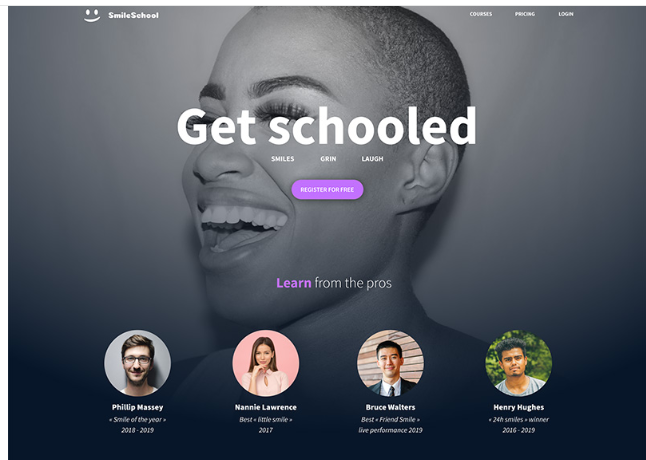 SmileSchool
COURSES PRICING LOGIN
Get schooled
SMILES GRIN LAUGH
REGISTER FOR FREE
Learn from the pros
Phillip Massey
« Smile of the year »
2018 - 2019
Nannie Lawrence
Best « little smile »
2017
Bruce Walters
Best « Friend Smile »
live performance 2019
Henry Hughes
« 24h smiles » winner
2016 - 2019